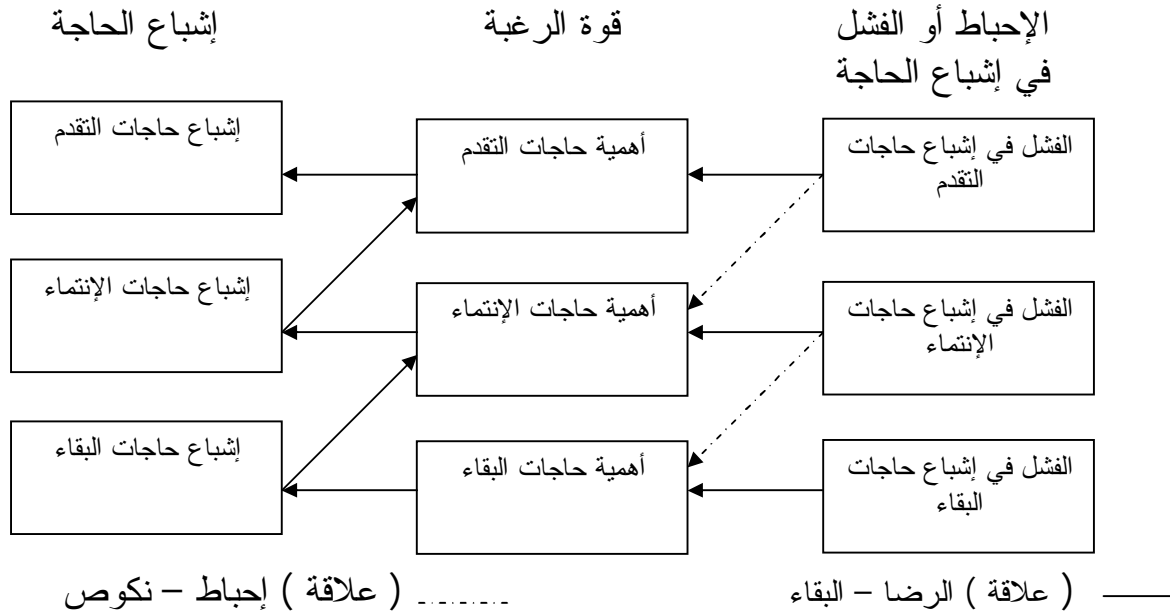 الإحباط أو الفشل
في إشباع الحاجة
قوة الرغبة
إشباع الحاجة
الفشل في إشباع حاجات
التقدم
أهمية حاجات التقدم
إشباع حاجات التقدم
الفشل في إشباع حاجات
الإنتماء
أهمية حاجات الإنتماء
إشباع حاجات الإنتماء
الفشل في إشباع حاجات
البقاء
أهمية حاجات البقاء
إشباع حاجات البقاء
( علاقة ) الرضا – البقاء
( علاقة ) إحباط – نكوص